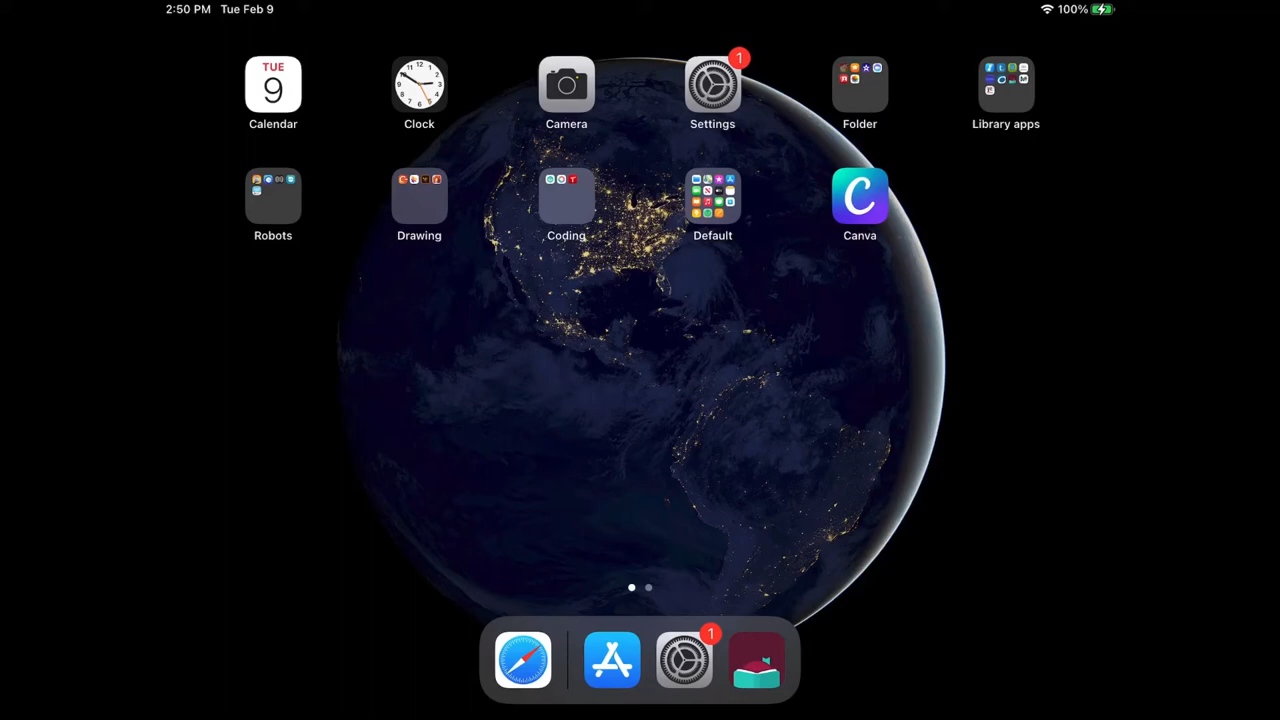 2:50 PM Tue Feb 9
100%
1
TUE
9
Calendar
Clock
Camera
Settings
Folder
Library apps
Robots
Drawing
Coding
Default
C
Canva
1